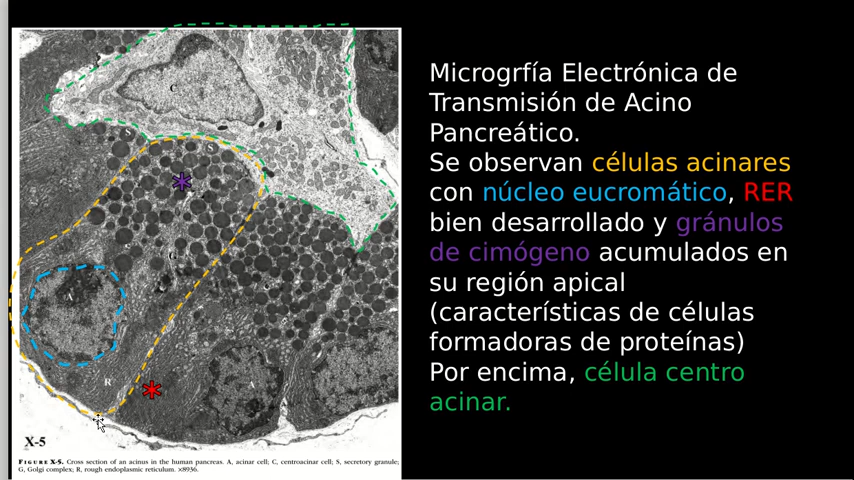 Microgrfía Electrónica de
Transmisión de Acino
Pancreático.
Se observan células acinares
con núcleo eucromático, RER
bien desarrollado y gránulos
de cimógeno acumulados en
su región apical
(características de células
formadoras de proteínas)
Por encima, célula centro
acinar.
C
S
G
A
R
A
X-5
FIGURE X-5. Cross section of an acinus in the human pancreas. A, acinar cell; C, centroacinar cell; S, secretory granule;
G, Golgi complex; R, rough endoplasmic reticulum. ×8936.